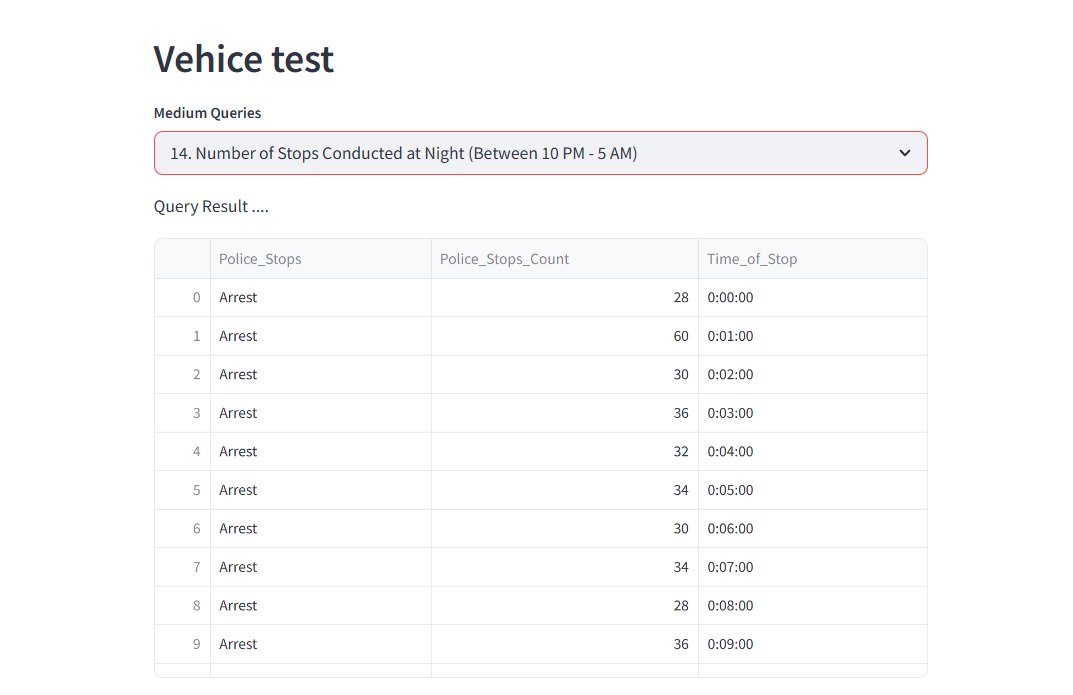 Vehice test
Medium Queries
14. Number of Stops Conducted at Night (Between 10 PM - 5 AM)
Query Result ....
Police_Stops Police_Stops_Count Time_of_Stop
0 Arrest 28 0:00:00
1 Arrest 60 0:01:00
2 Arrest 30 0:02:00
3 Arrest 36 0:03:00
4 Arrest 32 0:04:00
5 Arrest 34 0:05:00
6 Arrest 30 0:06:00
7 Arrest 34 0:07:00
8 Arrest 28 0:08:00
9 Arrest 36 0:09:00